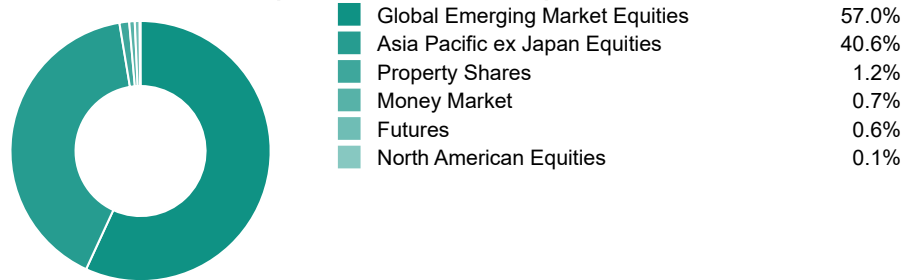 Global Emerging Market Equities 57.0%
Asia Pacific ex Japan Equities 40.6%
Property Shares 1.2%
Money Market 0.7%
Futures 0.6%
North American Equities 0.1%